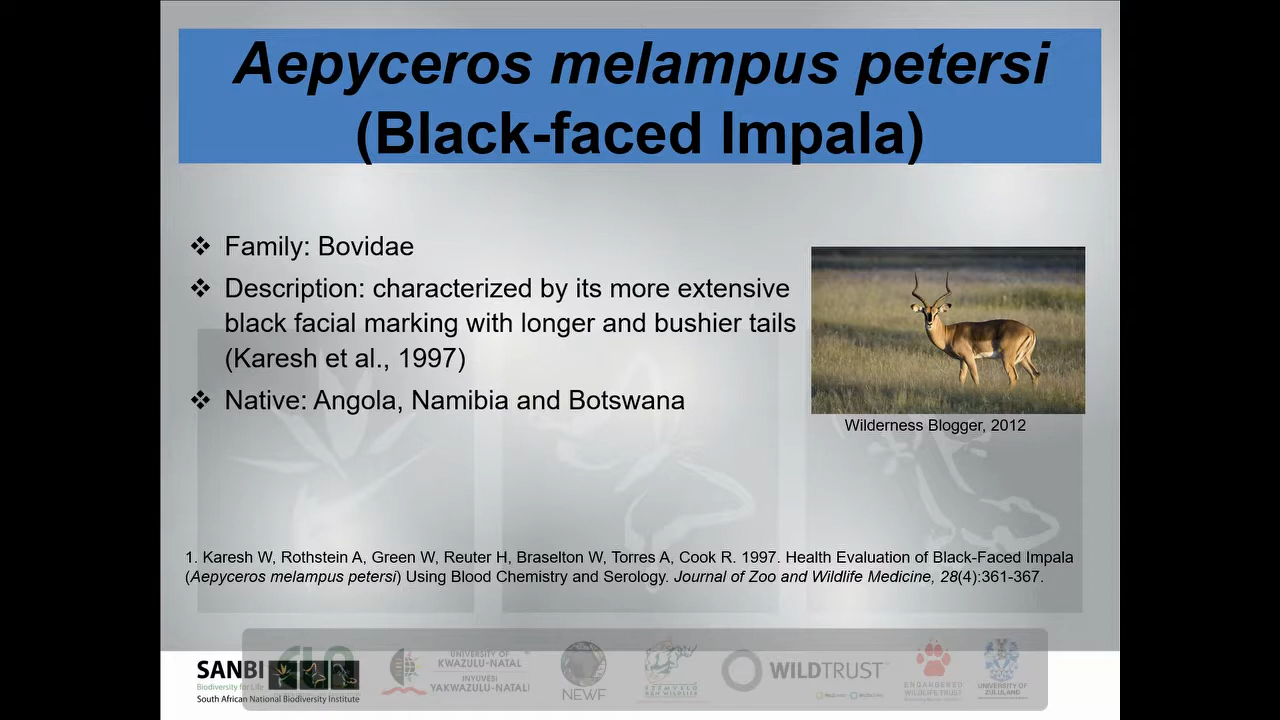 Aepyceros melampus petersi
(Black-faced Impala)
❖ Family: Bovidae
❖ Description: characterized by its more extensive
black facial marking with longer and bushier tails
(Karesh et al., 1997)
❖ Native: Angola, Namibia and Botswana
Wilderness Blogger, 2012
1. Karesh W, Rothstein A, Green W, Reuter H, Braselton W, Torres A, Cook R. 1997. Health Evaluation of Black-Faced Impala
(Aepyceros melampus petersi) Using Blood Chemistry and Serology. Journal of Zoo and Wildlife Medicine, 28(4):361-367.
SANBI
Biodiversity for Life
South African National Biodiversity Institute
UNIVERSITY OF
KWAZULU-NATAL
INYUVESI
YAKWAZULU-NATALI
NEWF
WILDTRUST
ENDANGERED
WILDLIFE TRUST
UNIVERSITY OF
ZULULAND